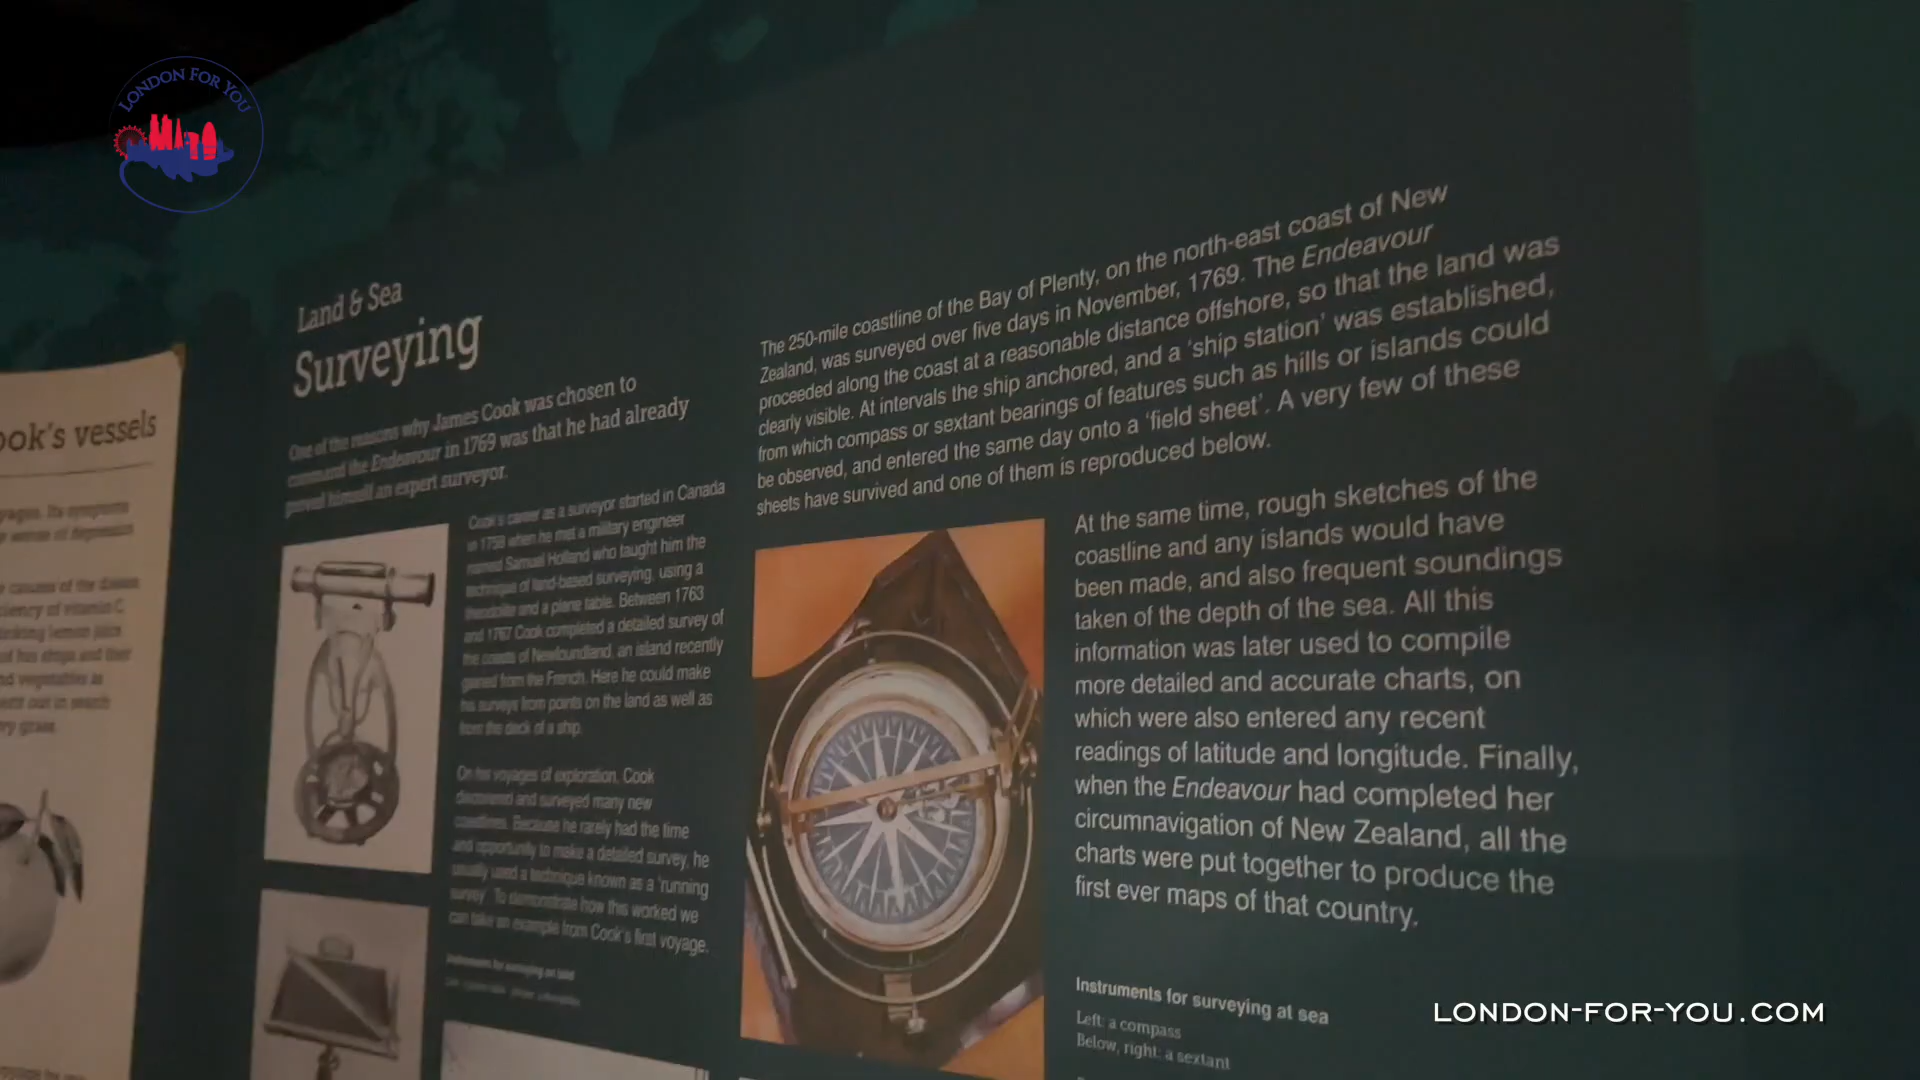 LONDON FOR YOU
ook's vessels
ciency of vitamin C
Land & Sea
Surveying
One of the reasons why James Cook was chosen to
command the Endeavour in 1769 was that he had already
proved himself an expert surveyor.
Cook's career as a surveyor started in Canada
in 1758 when he met a military engineer
named Samuel Holland who taught him the
technique of land-based surveying, using a
theodolite and a plane table. Between 1763
and 1767 Cook completed a detailed survey of
the coasts of Newfoundland, an island recently
gained from the French. Here he could make
his surveys from points on the land as well as
from the deck of a ship.
On his voyages of exploration, Cook
discovered and surveyed many new
coastlines. Because he rarely had the time
and opportunity to make a detailed survey, he
usually used a technique known as a 'running
survey'. To demonstrate how this worked we
can take an example from Cook's first voyage.
Instruments for surveying on land
The 250-mile coastline of the Bay of Plenty, on the north-east coast of New
Zealand, was surveyed over five days in November, 1769. The Endeavour
proceeded along the coast at a reasonable distance offshore, so that the land was
clearly visible. At intervals the ship anchored, and a 'ship station' was established,
from which compass or sextant bearings of features such as hills or islands could
be observed, and entered the same day onto a 'field sheet'. A very few of these
sheets have survived and one of them is reproduced below.
At the same time, rough sketches of the
coastline and any islands would have
been made, and also frequent soundings
taken of the depth of the sea. All this
information was later used to compile
more detailed and accurate charts, on
which were also entered any recent
readings of latitude and longitude. Finally,
when the Endeavour had completed her
circumnavigation of New Zealand, all the
charts were put together to produce the
first ever maps of that country.
Instruments for surveying at sea
Left: a compass
Below, right: a sextant
LONDON-FOR-YOU.COM